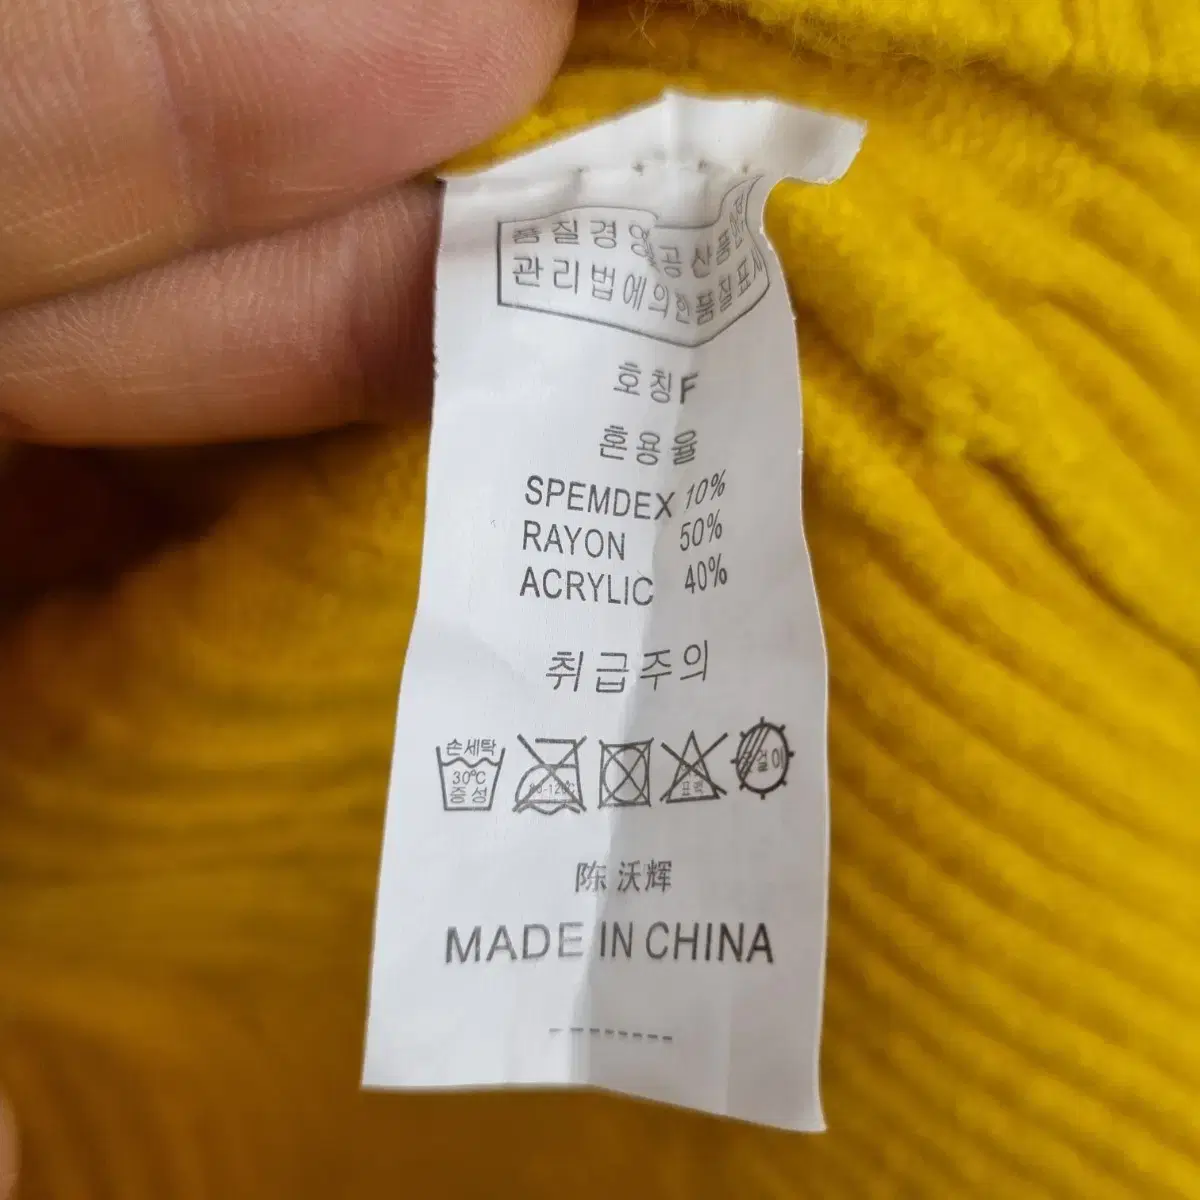 품질경영및공산품안전
관리법에의한품질표시
호칭 F
혼용율
SPEMDEX 10%
RAYON 50%
ACRYLIC 40%
취급주의
손세탁
30℃
중성
표백
陈沃辉
MADE IN CHINA
--------